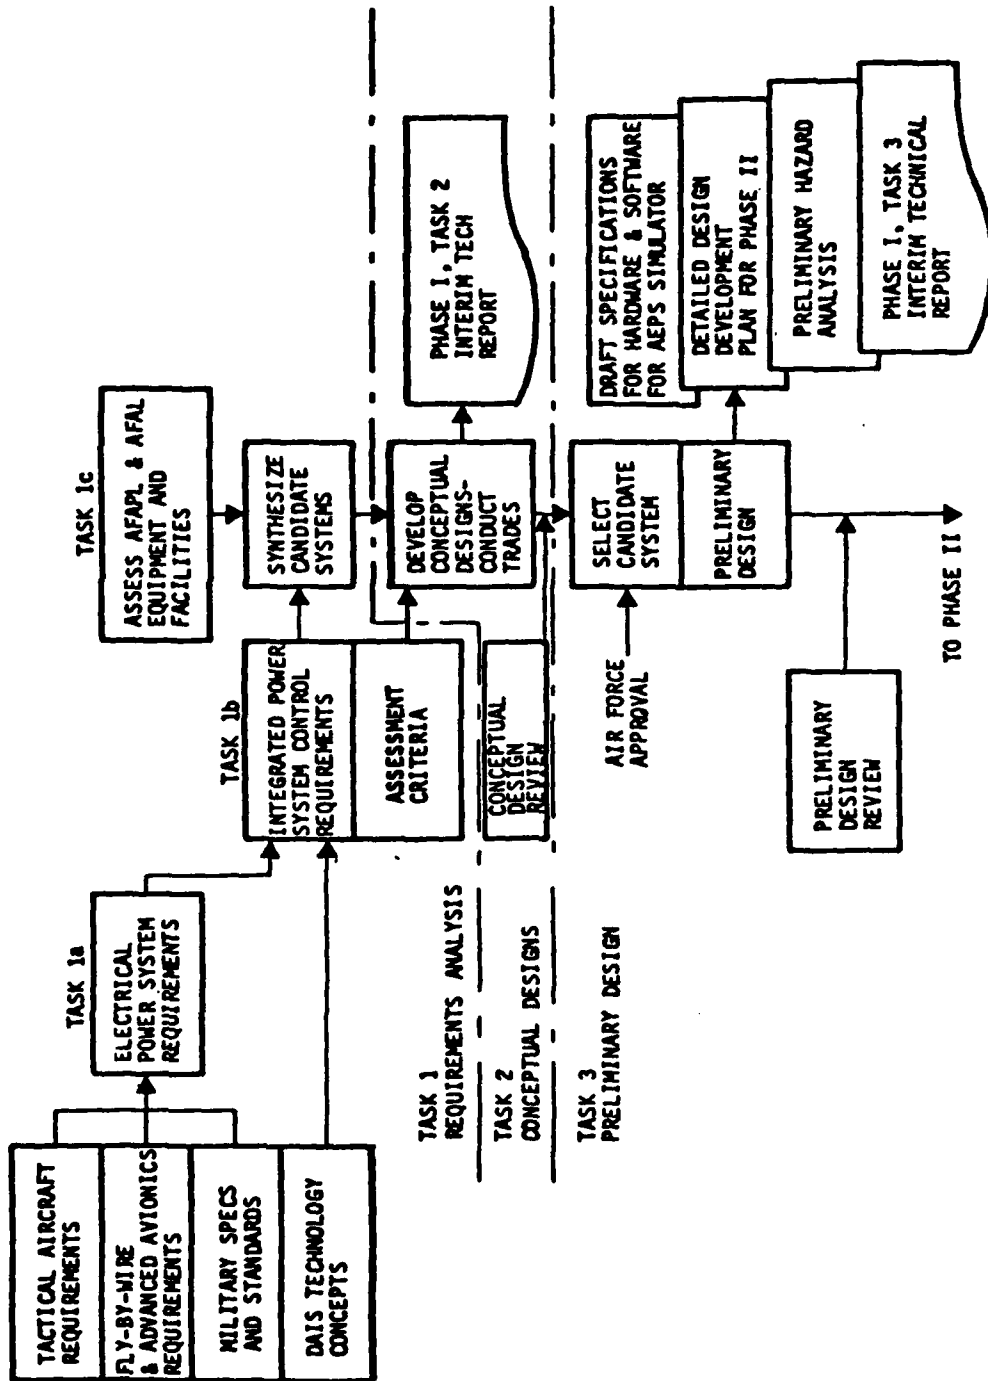 TACTICAL AIRCRAFT
REQUIREMENTS
FLY-BY-WIRE
& ADVANCED AVIONICS
REQUIREMENTS
MILITARY SPECS
AND STANDARDS
DAIS TECHNOLOGY
CONCEPTS
TASK 1a
ELECTRICAL
POWER SYSTEM
REQUIREMENTS
TASK 1b
INTEGRATED POWER
SYSTEM CONTROL
REQUIREMENTS
ASSESSMENT
CRITERIA
TASK 1c
ASSESS AFAPL & AFAL
EQUIPMENT AND
FACILITIES
SYNTHESIZE
CANDIDATE
SYSTEMS
TASK 1
REQUIREMENTS ANALYSIS
TASK 2
CONCEPTUAL DESIGNS
CONCEPTUAL
DESIGN
REVIEW
DEVELOP
CONCEPTUAL
DESIGNS-
CONDUCT
TRADES
PHASE I, TASK 2
INTERIM TECH
REPORT
TASK 3
PRELIMINARY DESIGN
AIR FORCE
APPROVAL
SELECT
CANDIDATE
SYSTEM
PRELIMINARY
DESIGN
DRAFT SPECIFICATIONS
FOR HARDWARE & SOFTWARE
FOR AEPS SIMULATOR
DETAILED DESIGN
DEVELOPMENT
PLAN FOR PHASE II
PRELIMINARY HAZARD
ANALYSIS
PHASE I, TASK 3
INTERIM TECHNICAL
REPORT
PRELIMINARY
DESIGN
REVIEW
TO PHASE II